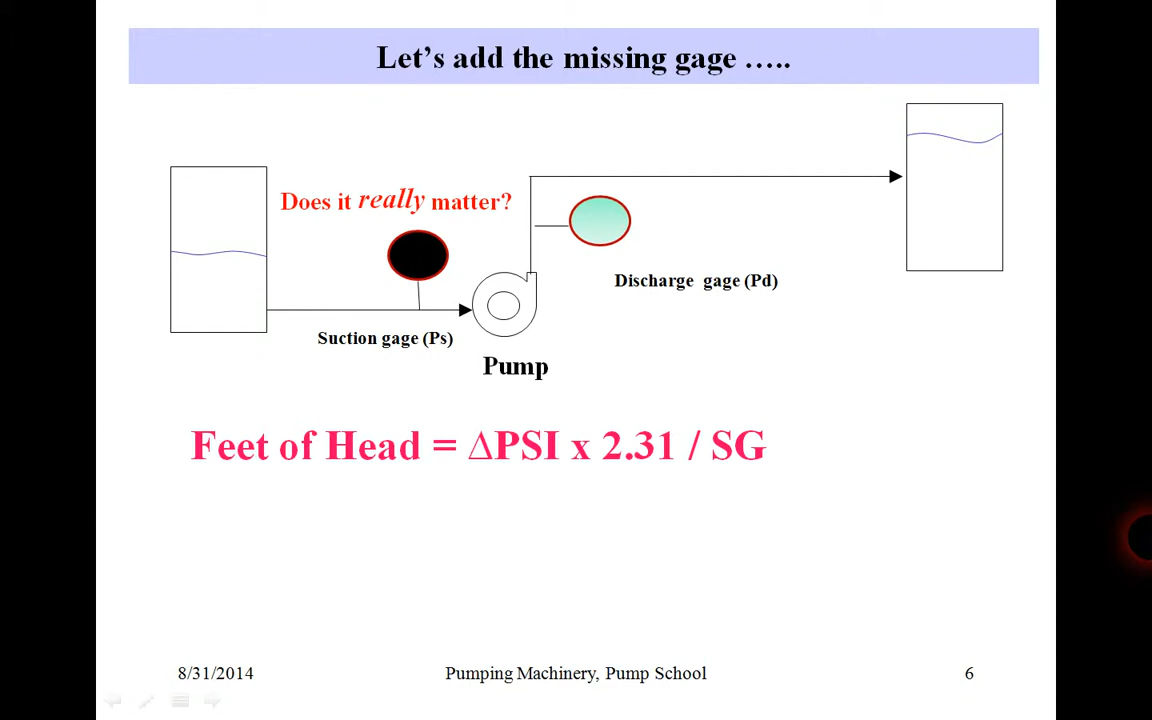 Let’s add the missing gage …..
Does it really matter?
Discharge gage (Pd)
Suction gage (Ps)
Pump
Feet of Head = ΔPSI x 2.31 / SG
8/31/2014
Pumping Machinery, Pump School
6